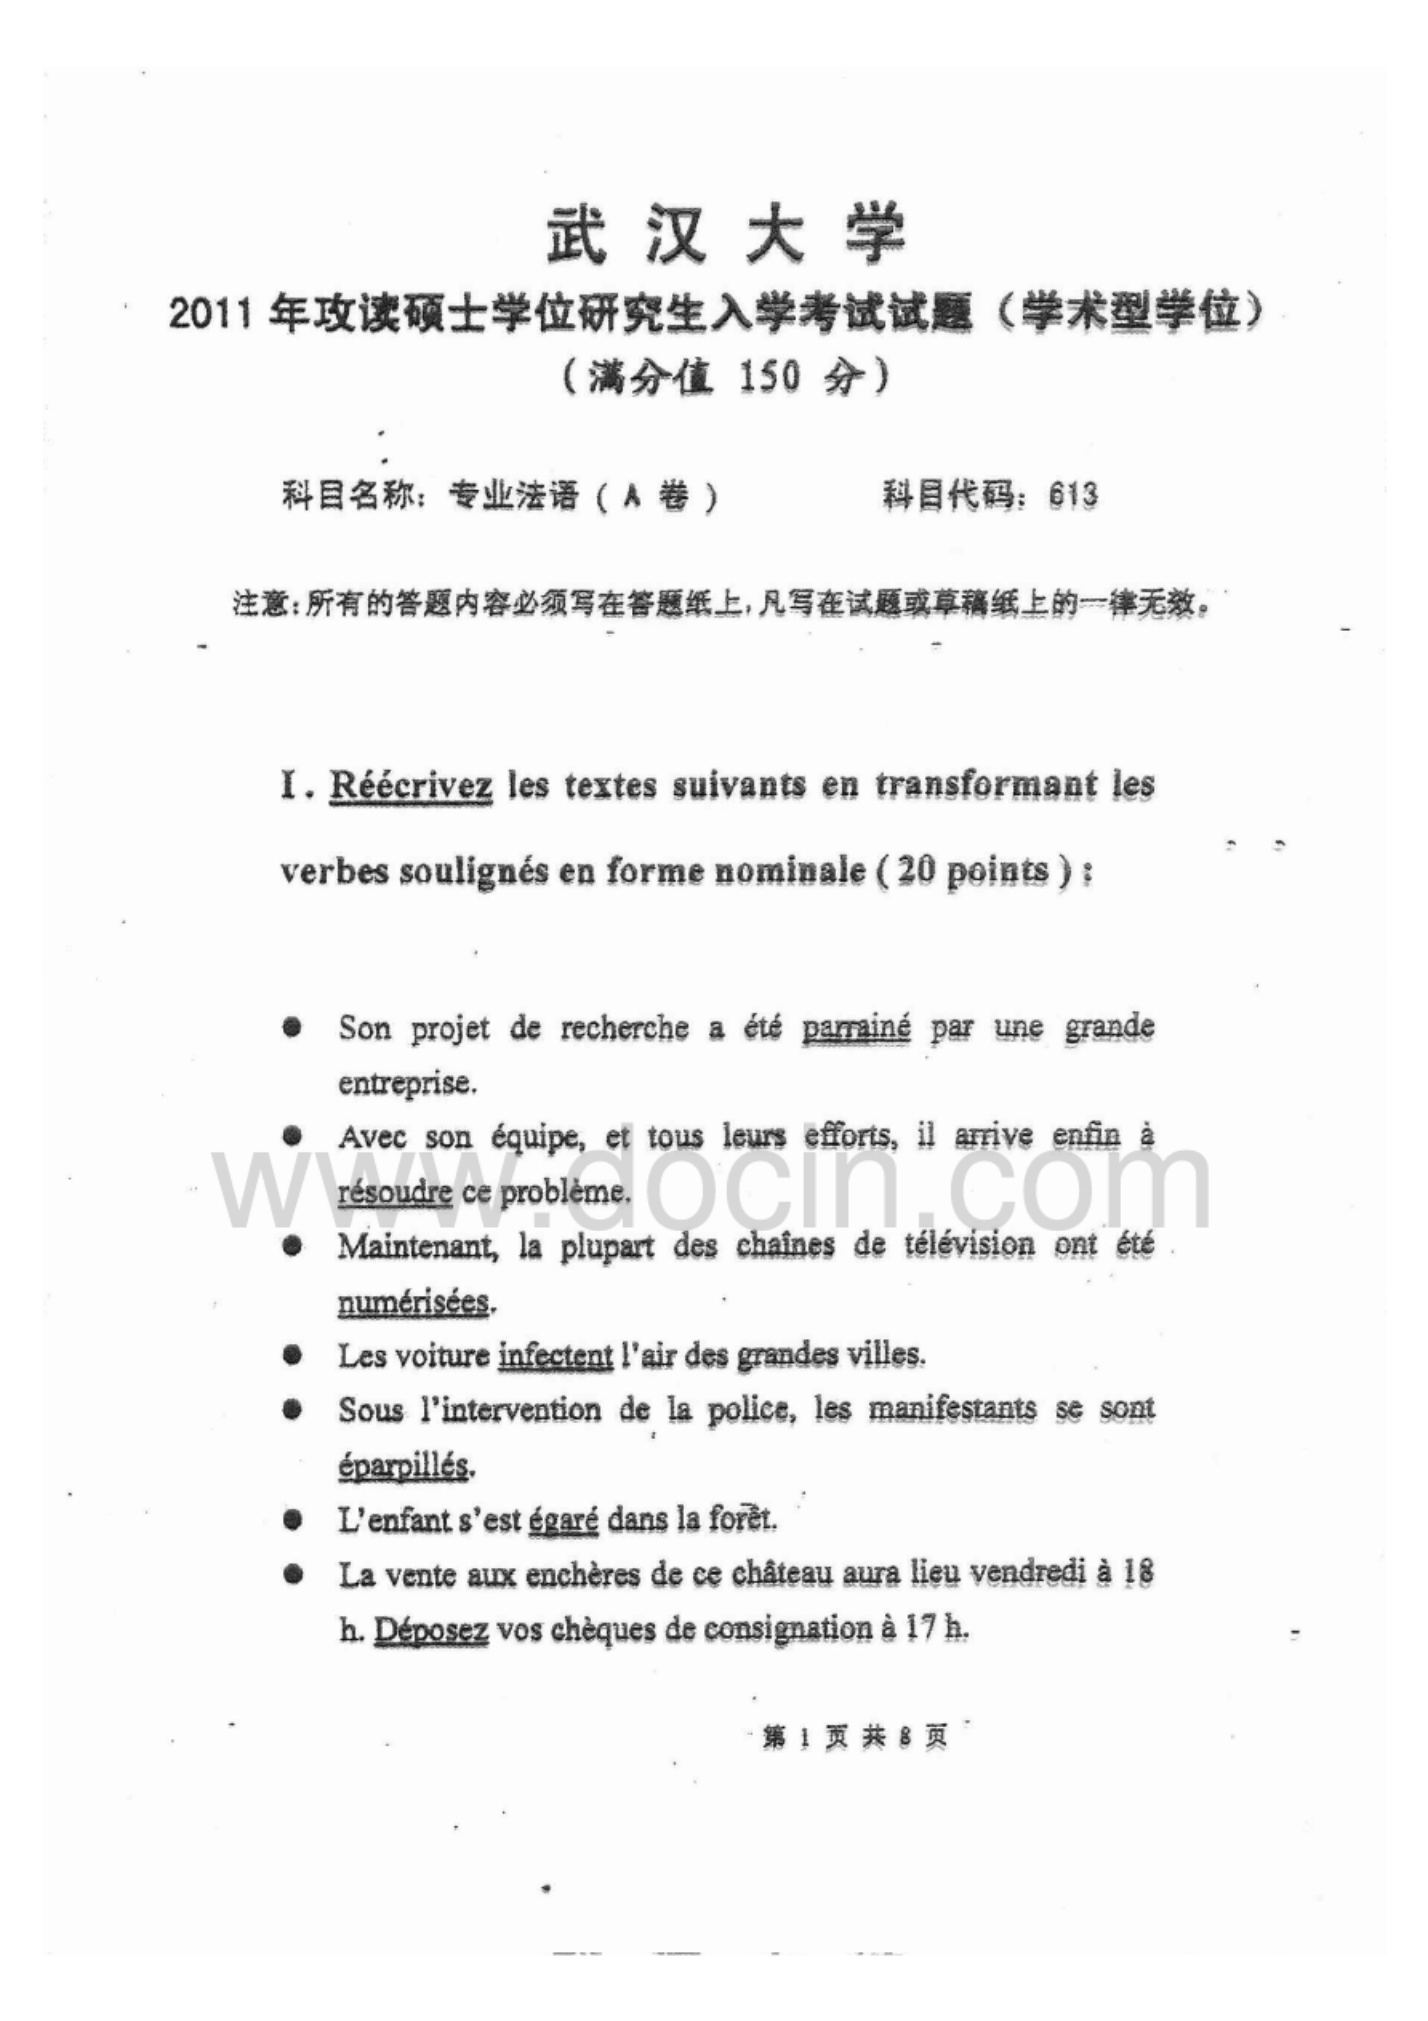 武汉大学
2011 年攻读硕士学位研究生入学考试试题（学术型学位）
（满分值 150 分）
科目名称：专业法语（A 卷） 科目代码：613
注意：所有的答题内容必须写在答题纸上，凡写在试题或草稿纸上的一律无效。
I . Réécrivez les textes suivants en transformant les
verbes soulignés en forme nominale ( 20 points ) :
● Son projet de recherche a été parrainé par une grande
entreprise.
● Avec son équipe, et tous leurs efforts, il arrive enfin à
résoudre ce problème.
www.docin.com
● Maintenant, la plupart des chaînes de télévision ont été
numérisées.
● Les voiture infectent l'air des grandes villes.
● Sous l'intervention de la police, les manifestants se sont
éparpillés.
● L'enfant s'est égaré dans la forêt.
● La vente aux enchères de ce château aura lieu vendredi à 18
h. Déposez vos chèques de consignation à 17 h.
第 1 页 共 8 页